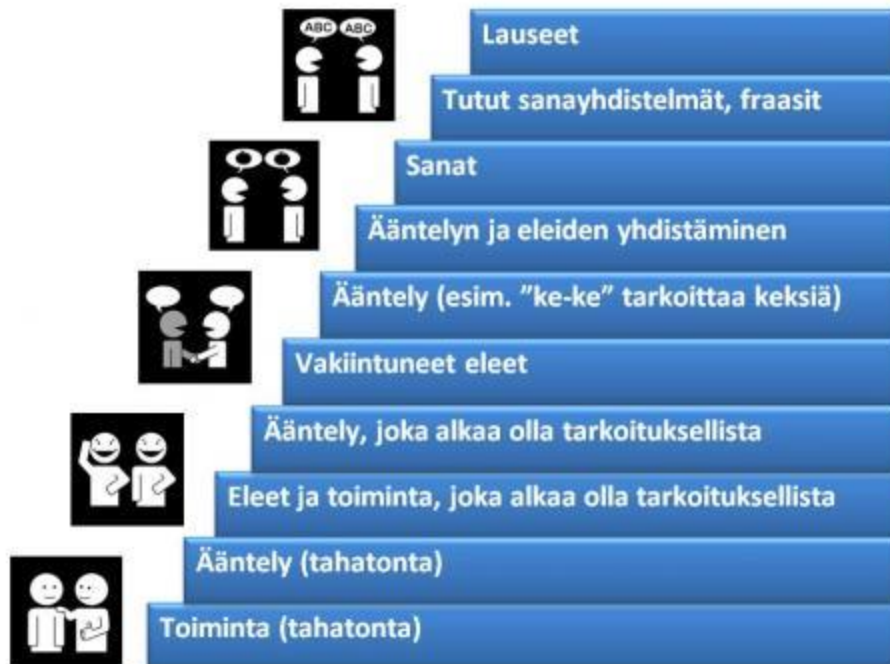 ABC ABC
Lauseet
Tutut sanayhdistelmät, fraasit
Sanat
Ääntelyn ja eleiden yhdistäminen
Ääntely (esim. ”ke-ke” tarkoittaa keksiä)
Vakiintuneet eleet
Ääntely, joka alkaa olla tarkoituksellista
Eleet ja toiminta, joka alkaa olla tarkoituksellista
Ääntely (tahatonta)
Toiminta (tahatonta)